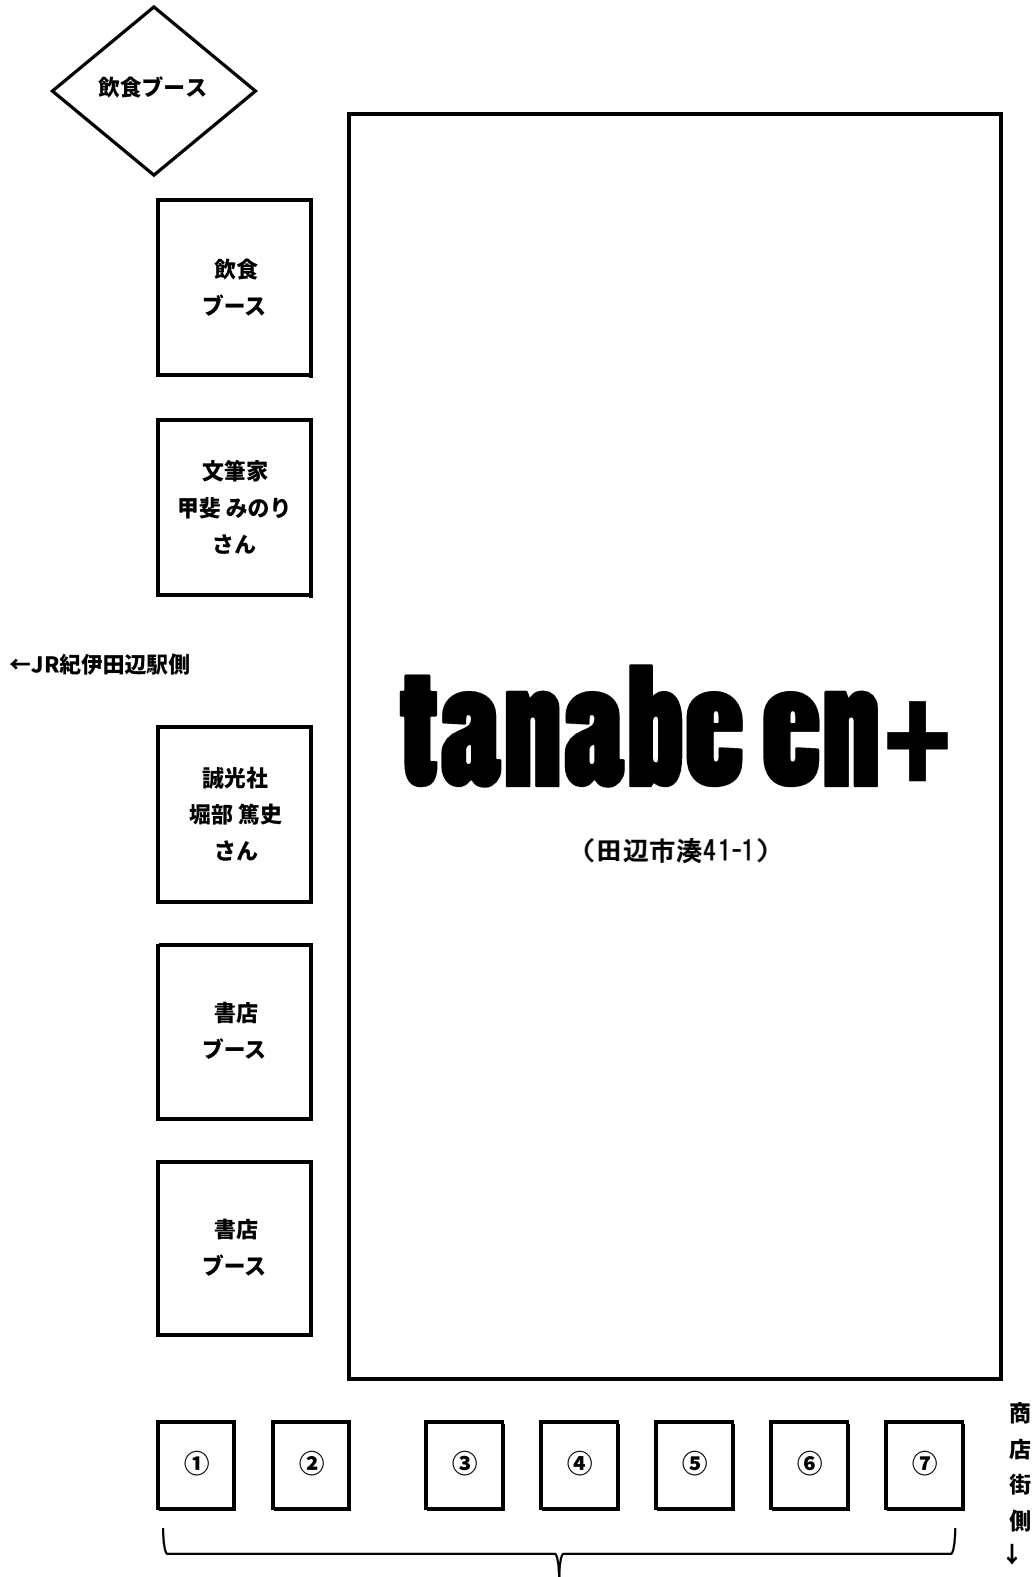 飲食ブース
飲食
ブース
文筆家
甲斐 みのり
さん
←JR紀伊田辺駅側
tanabe en+
（田辺市湊41-1）
誠光社
堀部 篤史
さん
書店
ブース
書店
ブース
①
②
③
④
⑤
⑥
⑦
商店街側↓